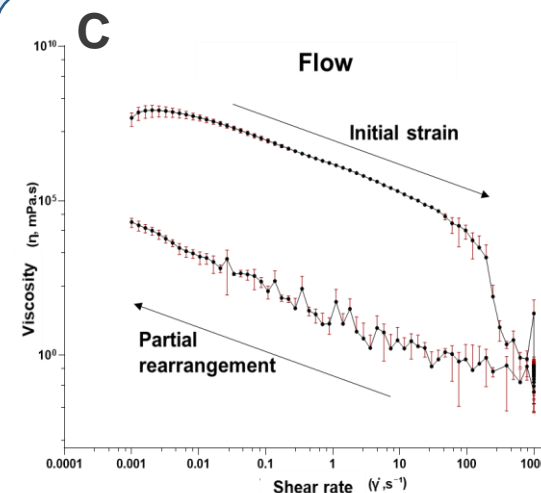 C
Flow
Initial strain
Partial
rearrangement
Viscosity (η, mPa.s)
10¹⁰
10⁵
10⁰
0.0001 0.001 0.01 0.1 1 10 100 1000
Shear rate (γ̇,s⁻¹)